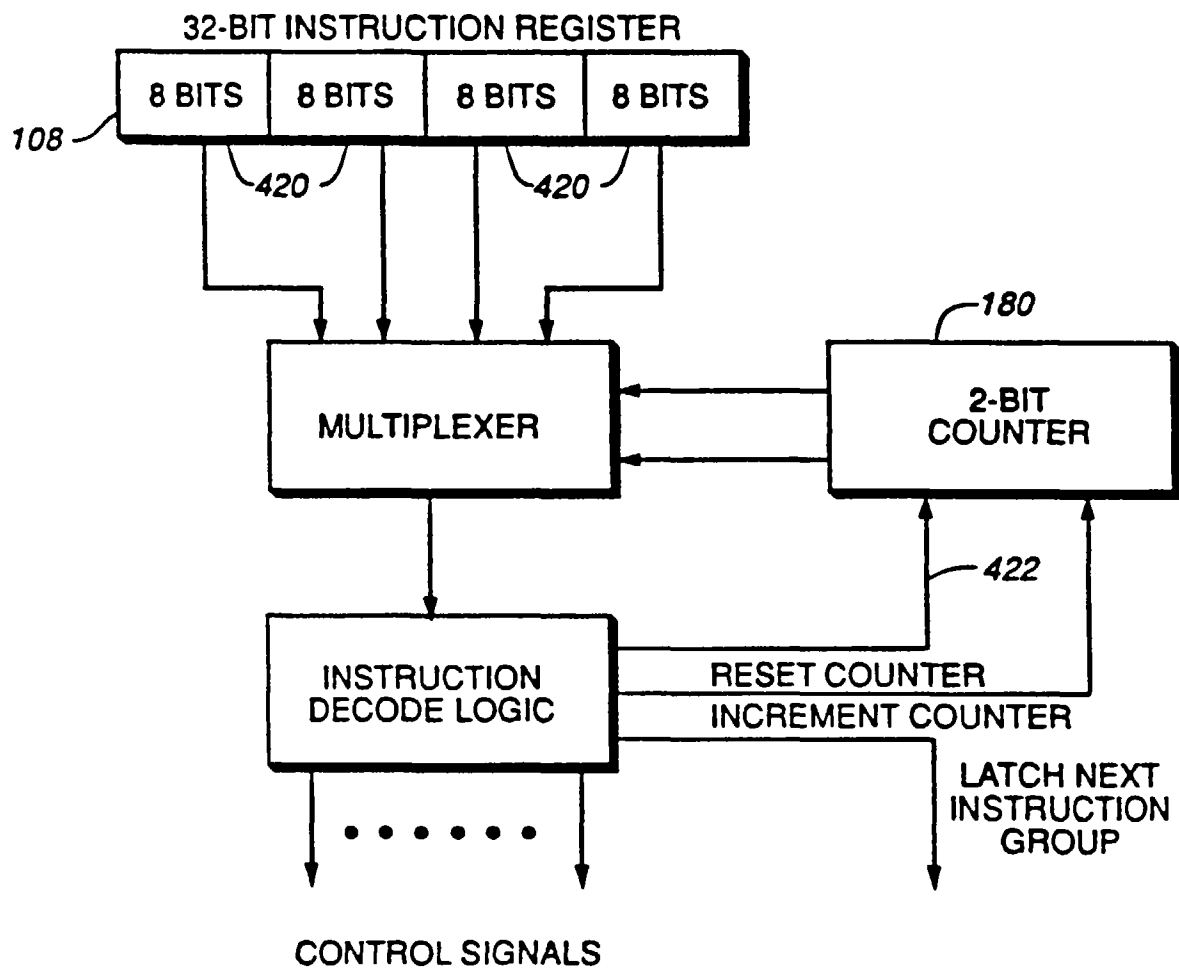 32-BIT INSTRUCTION REGISTER
8 BITS 8 BITS 8 BITS 8 BITS
108
420 420
180
MULTIPLEXER
2-BIT
COUNTER
422
INSTRUCTION
DECODE LOGIC
RESET COUNTER
INCREMENT COUNTER
LATCH NEXT
INSTRUCTION
GROUP
CONTROL SIGNALS